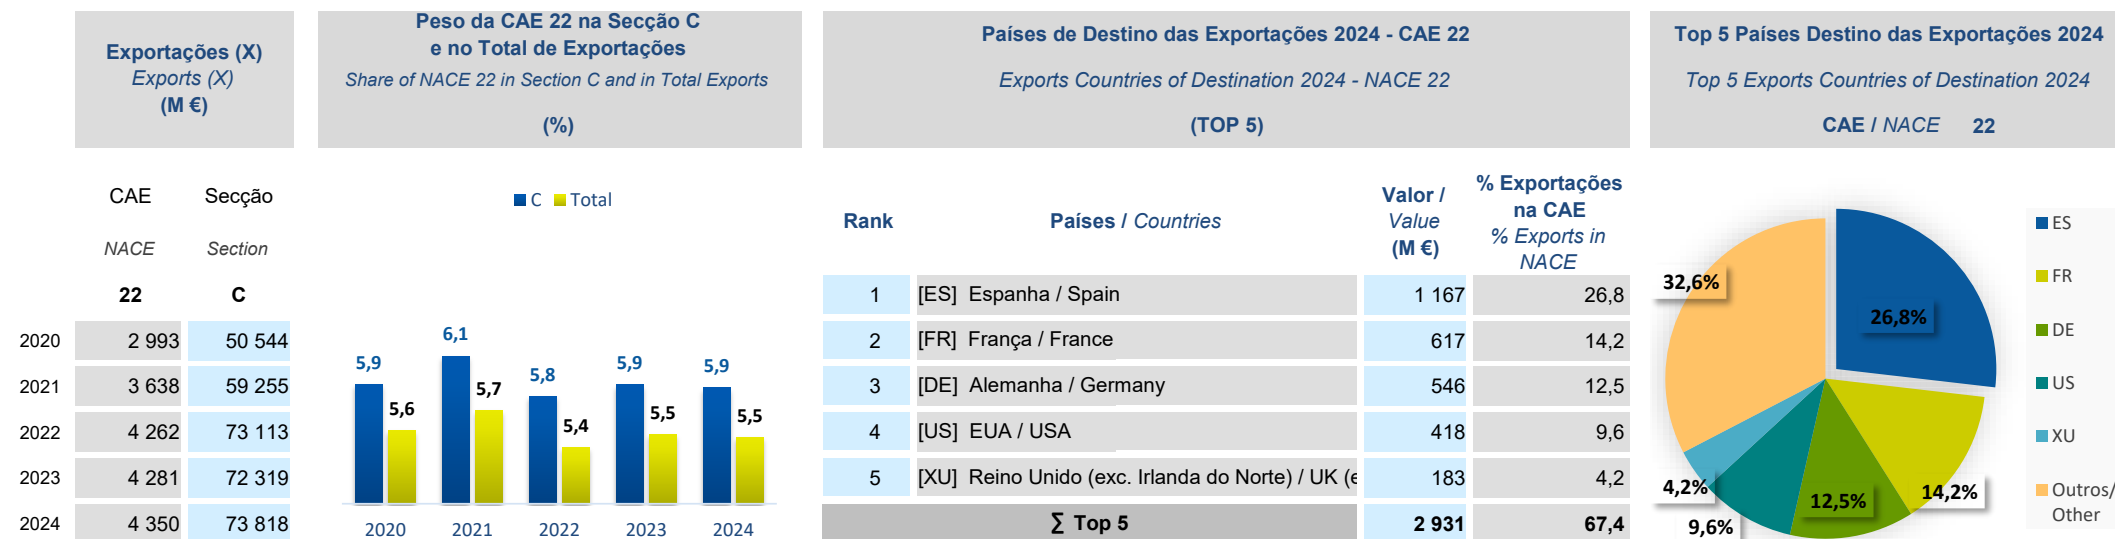 Exportações (X)
Exports (X)
(M €)
Peso da CAE 22 na Secção C
e no Total de Exportações
Share of NACE 22 in Section C and in Total Exports
(%)
Países de Destino das Exportações 2024 - CAE 22
Exports Countries of Destination 2024 - NACE 22
(TOP 5)
Top 5 Países Destino das Exportações 2024
Top 5 Exports Countries of Destination 2024
CAE / NACE 22
CAE Secção
NACE Section
22 C
2020 2 993 50 544
2021 3 638 59 255
2022 4 262 73 113
2023 4 281 72 319
2024 4 350 73 818
C Total
5,9 5,6 6,1 5,7 5,8 5,4 5,9 5,5 5,9 5,5
2020 2021 2022 2023 2024
Rank
Países / Countries
Valor /
Value
(M €)
% Exportações
na CAE
% Exports in
NACE
1 [ES] Espanha / Spain 1 167 26,8
2 [FR] França / France 617 14,2
3 [DE] Alemanha / Germany 546 12,5
4 [US] EUA / USA 418 9,6
5 [XU] Reino Unido (exc. Irlanda do Norte) / UK (e 183 4,2
∑ Top 5 2 931 67,4
32,6%
26,8%
14,2%
12,5%
9,6%
4,2%
ES
FR
DE
US
XU
Outros/
Other